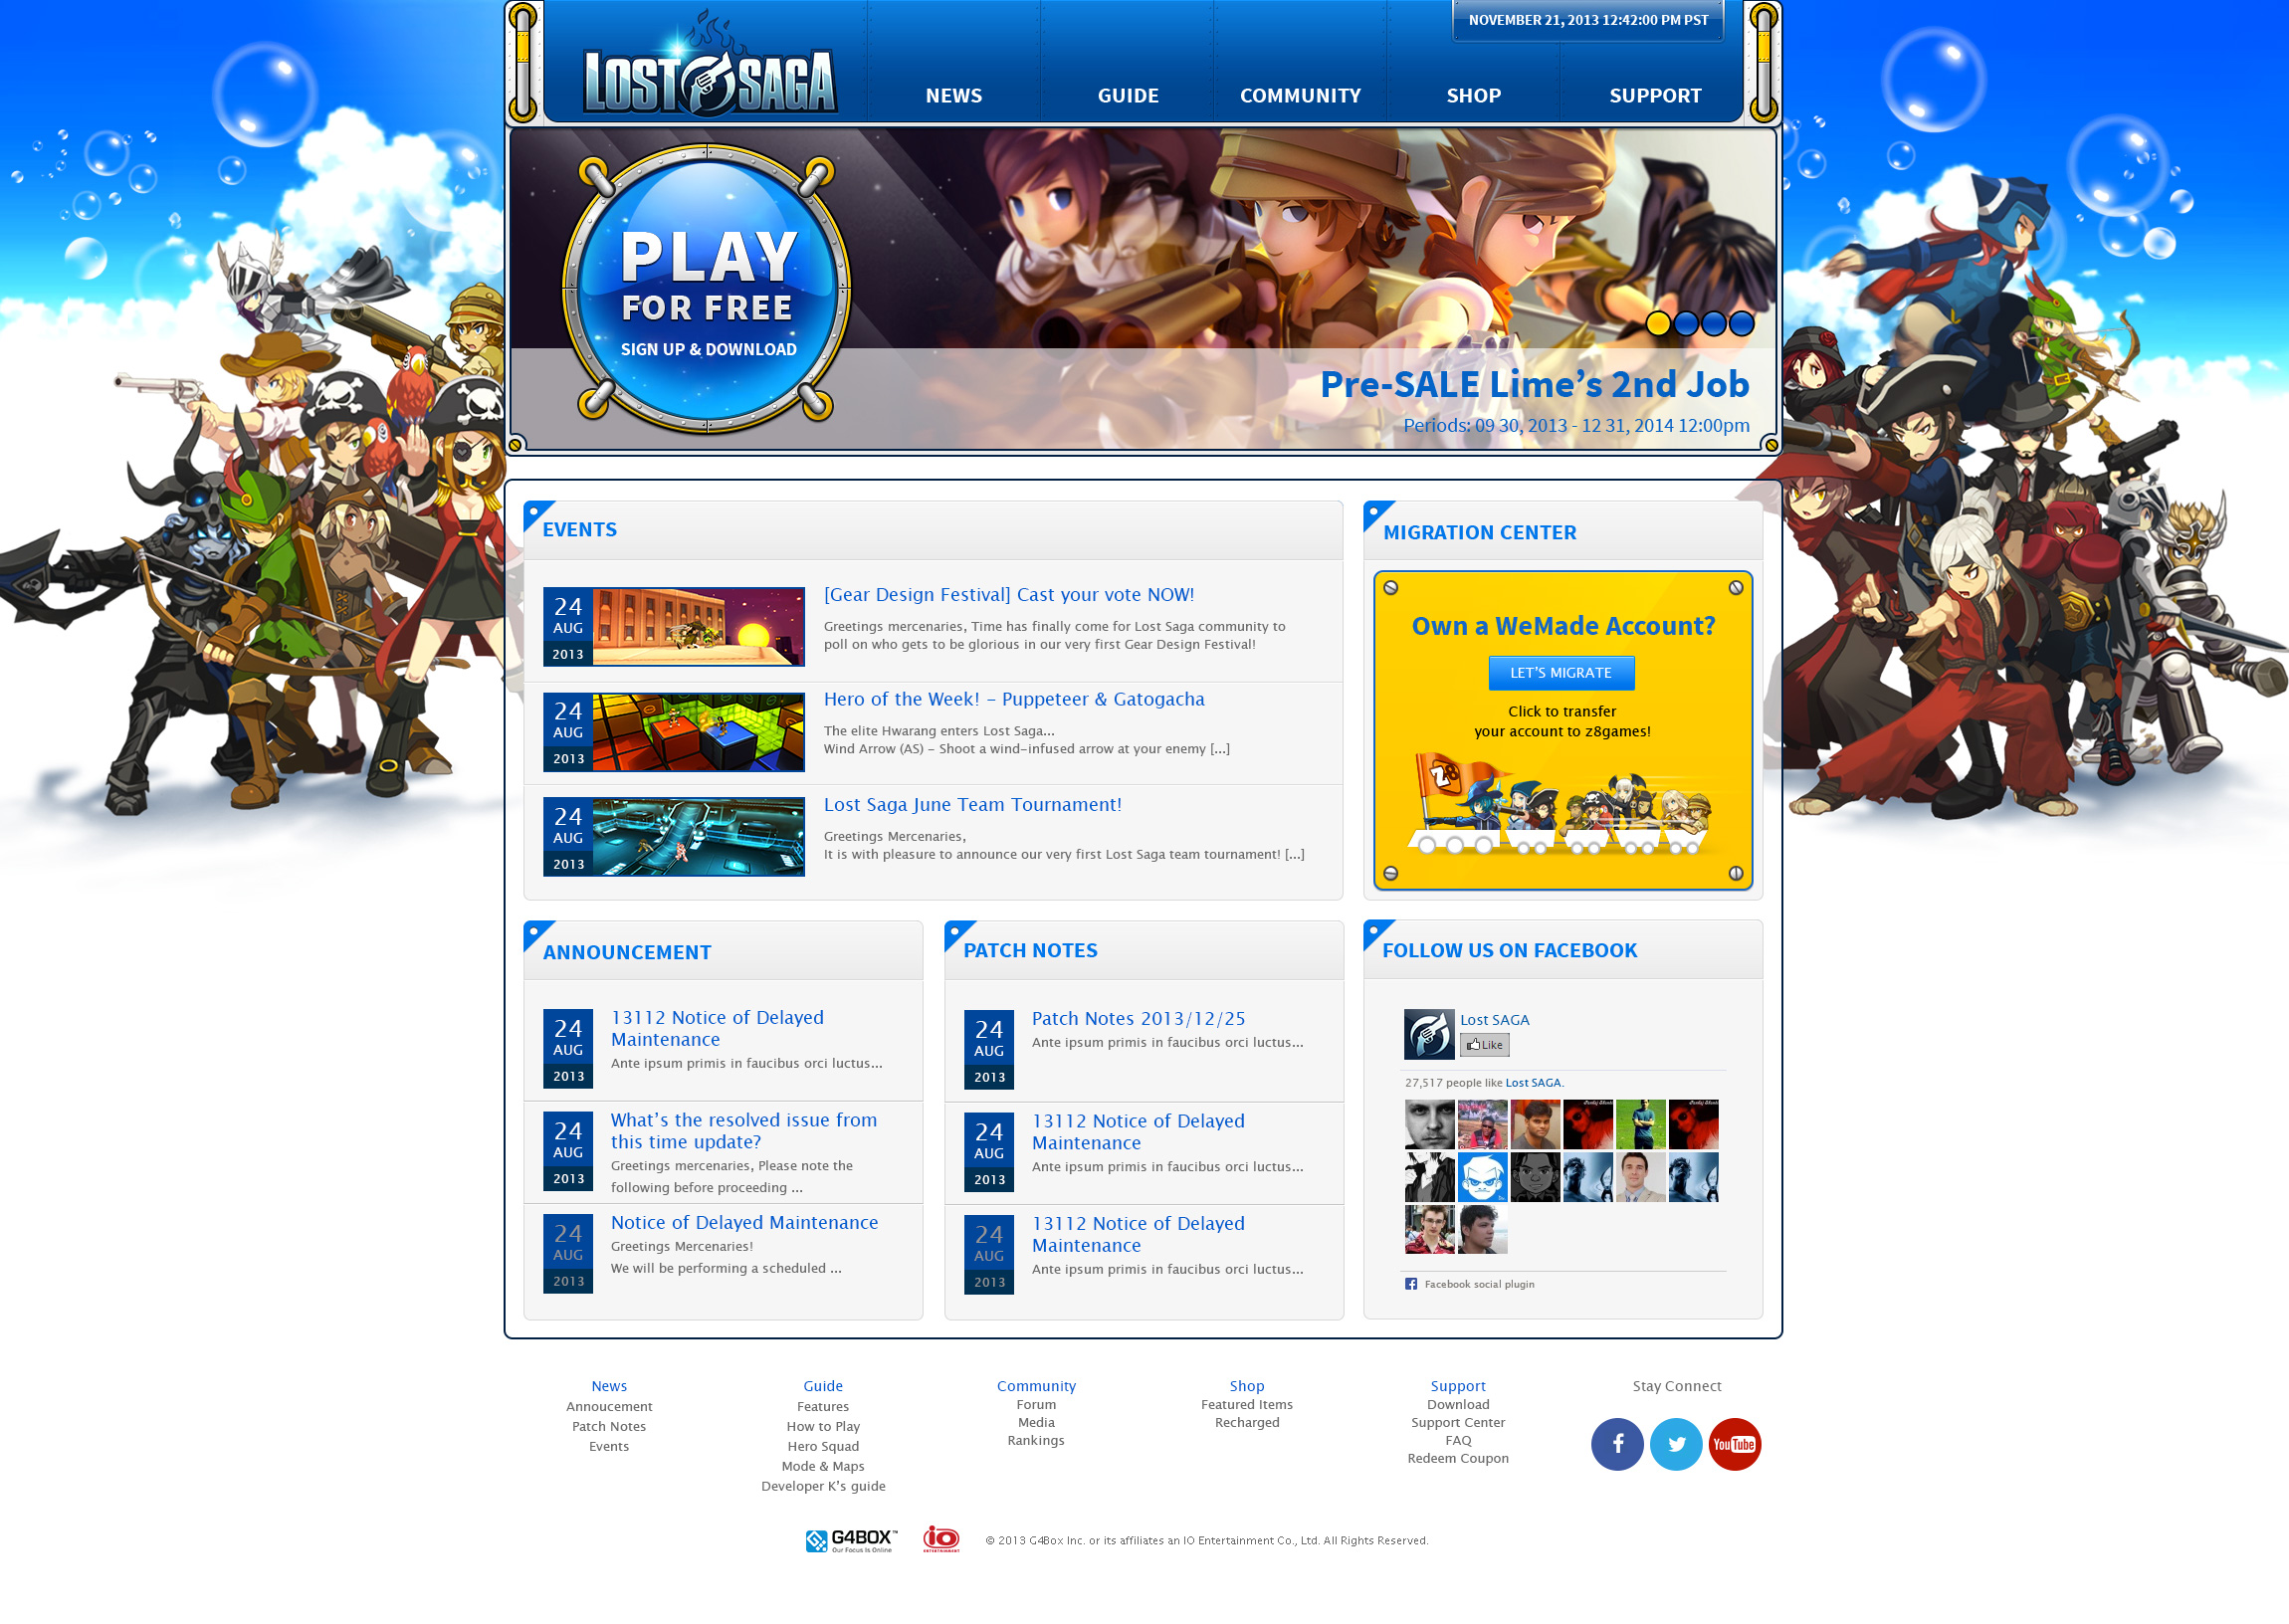 NOVEMBER 21, 2013 12:42:00 PM PST
LOST SAGA
NEWS
GUIDE
COMMUNITY
SHOP
SUPPORT
PLAY
FOR FREE
SIGN UP & DOWNLOAD
Pre-SALE Lime’s 2nd Job
Periods: 09 30, 2013 - 12 31, 2014 12:00pm
EVENTS
24
AUG
2013
[Gear Design Festival] Cast your vote NOW!
Greetings mercenaries, Time has finally come for Lost Saga community to
poll on who gets to be glorious in our very first Gear Design Festival!
24
AUG
2013
Hero of the Week! - Puppeteer & Gatogacha
The elite Hwarang enters Lost Saga...
Wind Arrow (AS) - Shoot a wind-infused arrow at your enemy [...]
24
AUG
2013
Lost Saga June Team Tournament!
Greetings Mercenaries,
It is with pleasure to announce our very first Lost Saga team tournament! [...]
MIGRATION CENTER
Own a WeMade Account?
LET’S MIGRATE
Click to transfer
your account to z8games!
Z8
ANNOUNCEMENT
24
AUG
2013
13112 Notice of Delayed
Maintenance
Ante ipsum primis in faucibus orci luctus...
24
AUG
2013
What’s the resolved issue from
this time update?
Greetings mercenaries, Please note the
following before proceeding ...
24
AUG
2013
Notice of Delayed Maintenance
Greetings Mercenaries!
We will be performing a scheduled ...
PATCH NOTES
24
AUG
2013
Patch Notes 2013/12/25
Ante ipsum primis in faucibus orci luctus...
24
AUG
2013
13112 Notice of Delayed
Maintenance
Ante ipsum primis in faucibus orci luctus...
24
AUG
2013
13112 Notice of Delayed
Maintenance
Ante ipsum primis in faucibus orci luctus...
FOLLOW US ON FACEBOOK
Lost SAGA
Like
27,517 people like Lost SAGA.
Facebook social plugin
News
Annoucement
Patch Notes
Events
Guide
Features
How to Play
Hero Squad
Mode & Maps
Developer K’s guide
Community
Forum
Media
Rankings
Shop
Featured Items
Recharged
Support
Download
Support Center
FAQ
Redeem Coupon
Stay Connect
YouTube
G4BOX™
Our Focus Is Online
io
ENTERTAINMENT
© 2013 G4Box Inc. or its affiliates an IO Entertainment Co., Ltd. All Rights Reserved.